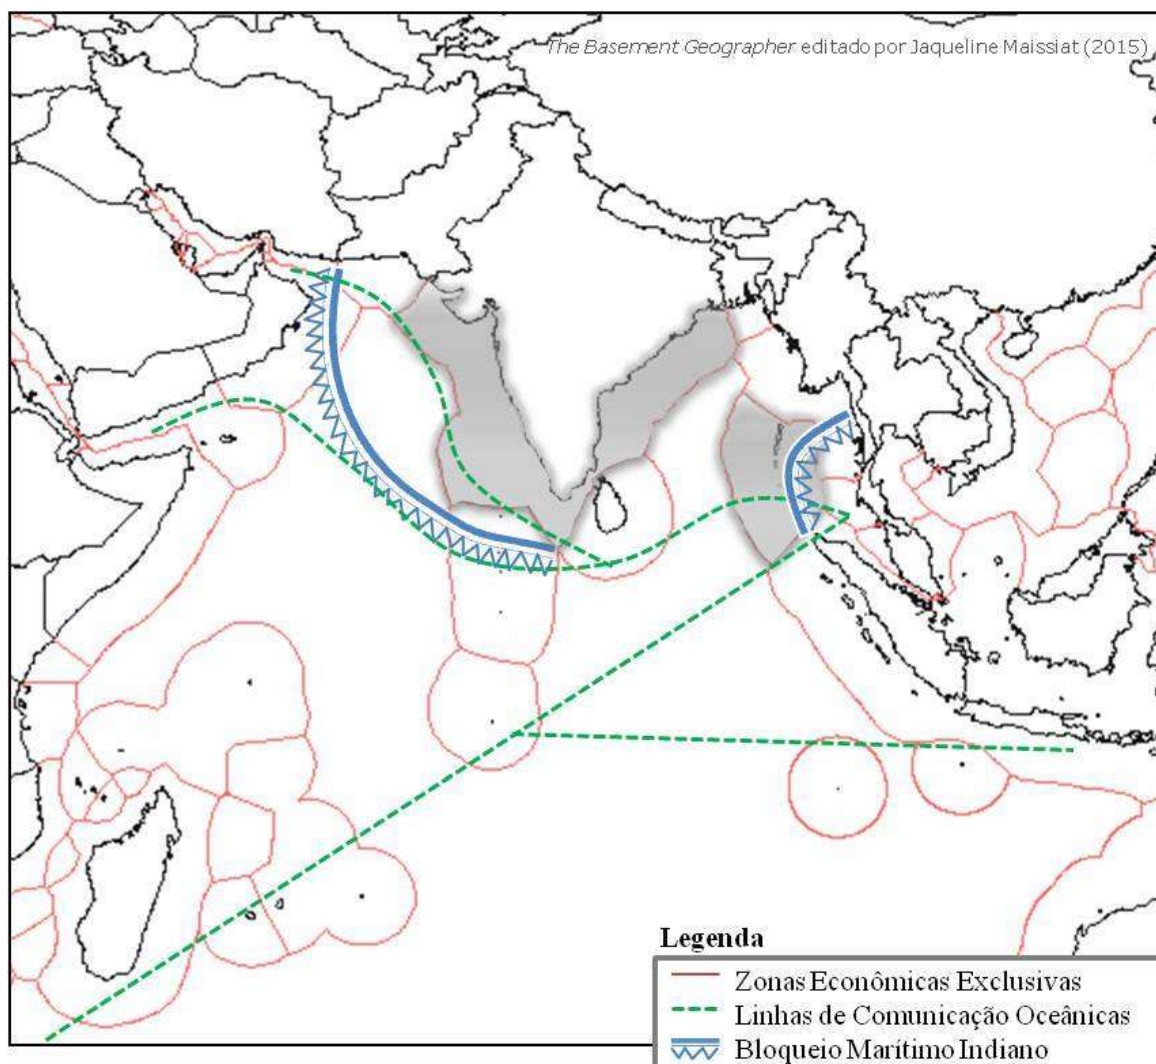 The Basement Geographer editado por Jaqueline Maissiat (2015)
Legenda
Zonas Econômicas Exclusivas
Linhas de Comunicação Oceânicas
Bloqueio Marítimo Indiano